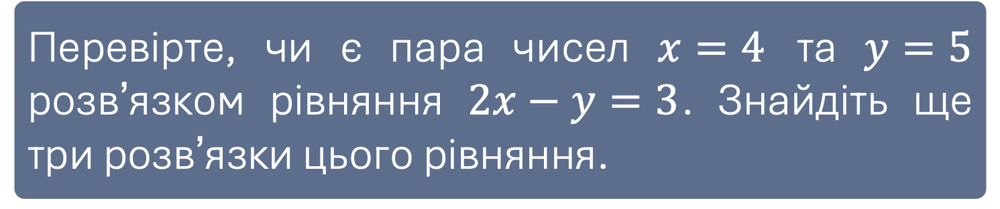 Перевірте, чи є пара чисел x = 4 та y = 5
розв’язком рівняння 2x − y = 3. Знайдіть ще
три розв’язки цього рівняння.